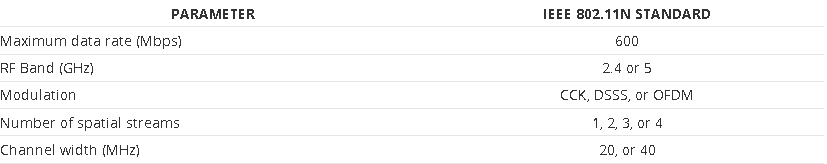 PARAMETER IEEE 802.11N STANDARD
Maximum data rate (Mbps) 600
RF Band (GHz) 2.4 or 5
Modulation CCK, DSSS, or OFDM
Number of spatial streams 1, 2, 3, or 4
Channel width (MHz) 20, or 40